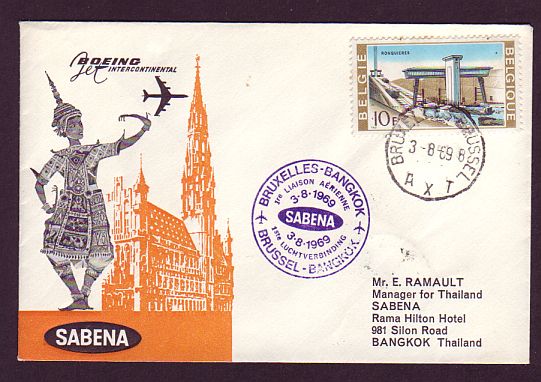 BOEING
Jet INTERCONTINENTAL
RONQUIERES
BELGIE
BELGIQUE
10F
BRUXELLES BRUSSEL
3-8-69 8
A X T
BRUXELLES-BANGKOK
1re LIAISON AÉRIENNE
3-8-1969
SABENA
3-8-1969
1ste LUCHTVERBINDING
BRUSSEL-BANGKOK
Mr. E. RAMAULT
Manager for Thailand
SABENA
Rama Hilton Hotel
981 Silon Road
BANGKOK Thailand
SABENA